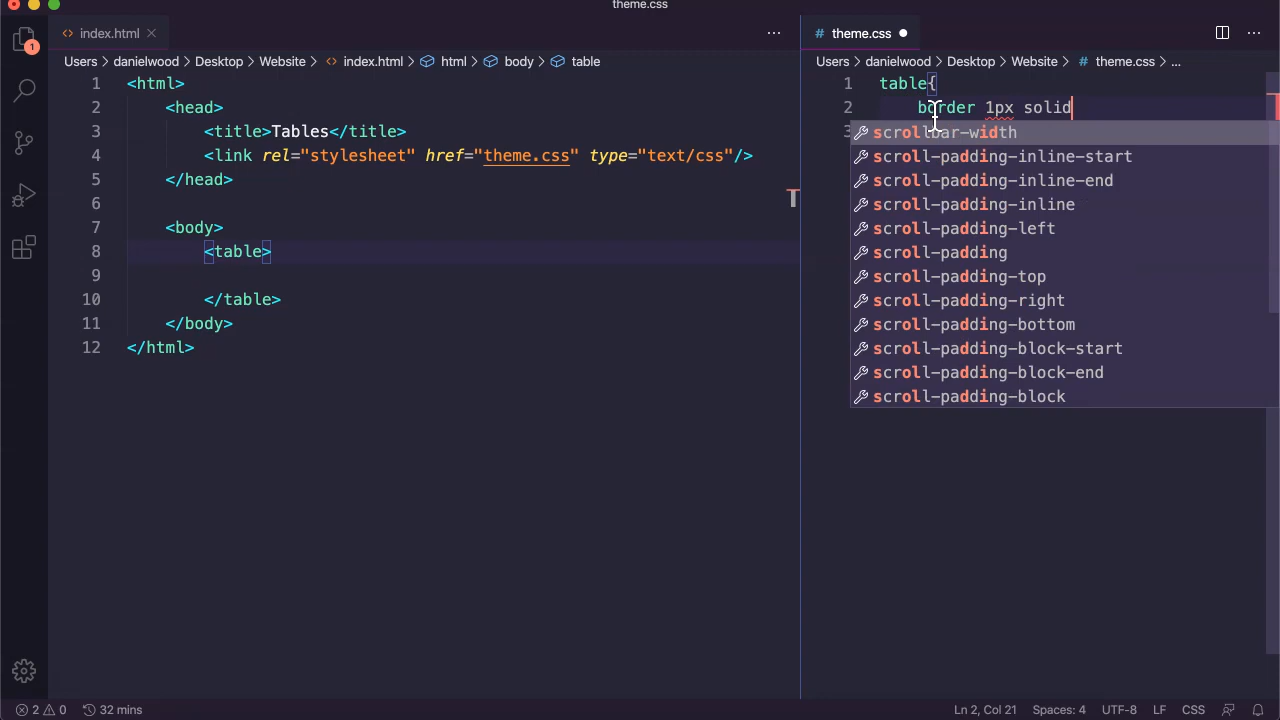 theme.css
index.html
Users > danielwood > Desktop > Website > index.html > html > body > table
1 <html>
2 <head>
3 <title>Tables</title>
4 <link rel="stylesheet" href="theme.css" type="text/css"/>
5 </head>
6
7 <body>
8 <table>
9
10 </table>
11 </body>
12 </html>
# theme.css
Users > danielwood > Desktop > Website > # theme.css > ...
1 table{
2 border 1px solid
3
scrollbar-width
scroll-padding-inline-start
scroll-padding-inline-end
scroll-padding-inline
scroll-padding-left
scroll-padding
scroll-padding-top
scroll-padding-right
scroll-padding-bottom
scroll-padding-block-start
scroll-padding-block-end
scroll-padding-block
1
2 0 32 mins Ln 2, Col 21 Spaces: 4 UTF-8 LF CSS